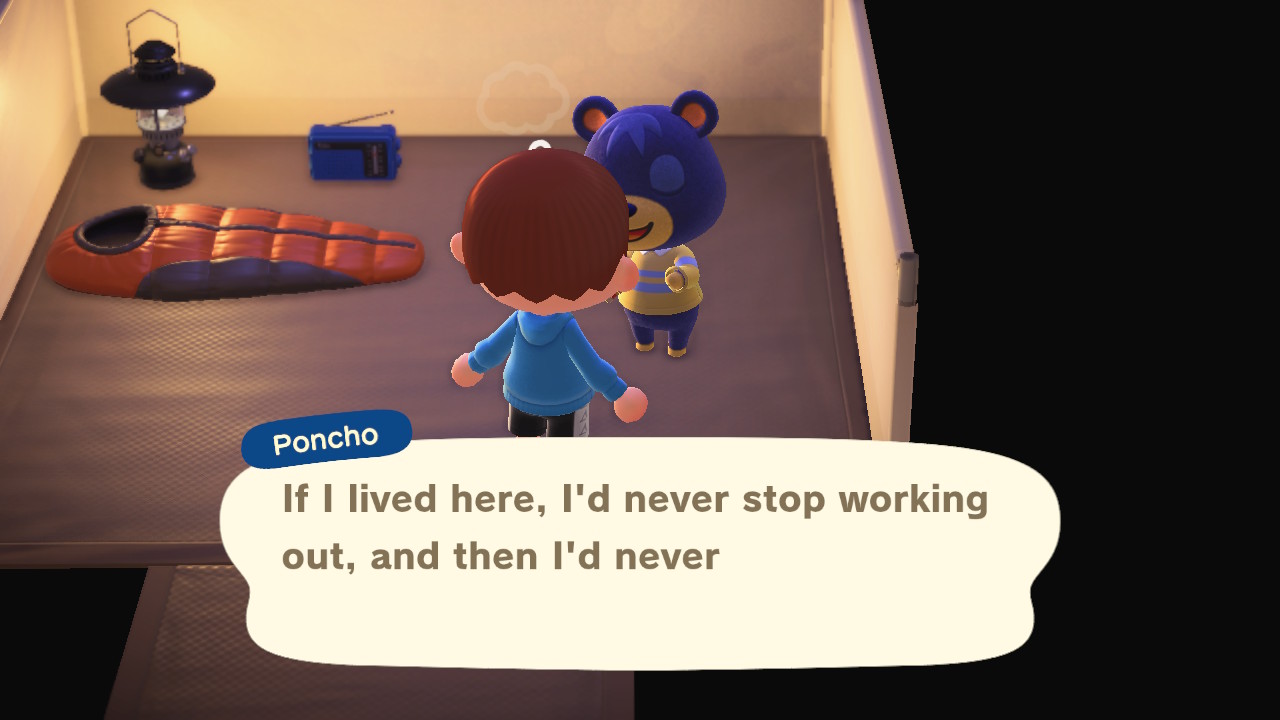 Poncho
If I lived here, I'd never stop working
out, and then I'd never